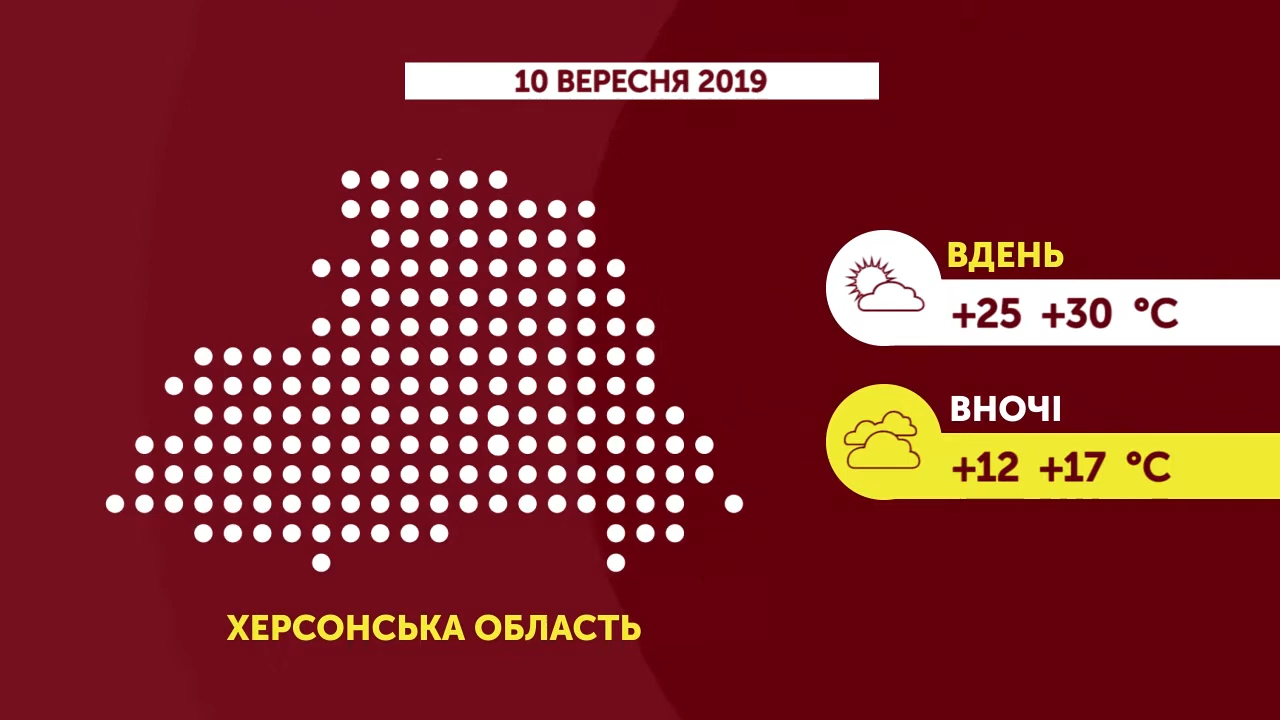 10 ВЕРЕСНЯ 2019
ВДЕНЬ
+25 +30 °C
ВНОЧІ
+12 +17 °C
ХЕРСОНСЬКА ОБЛАСТЬ